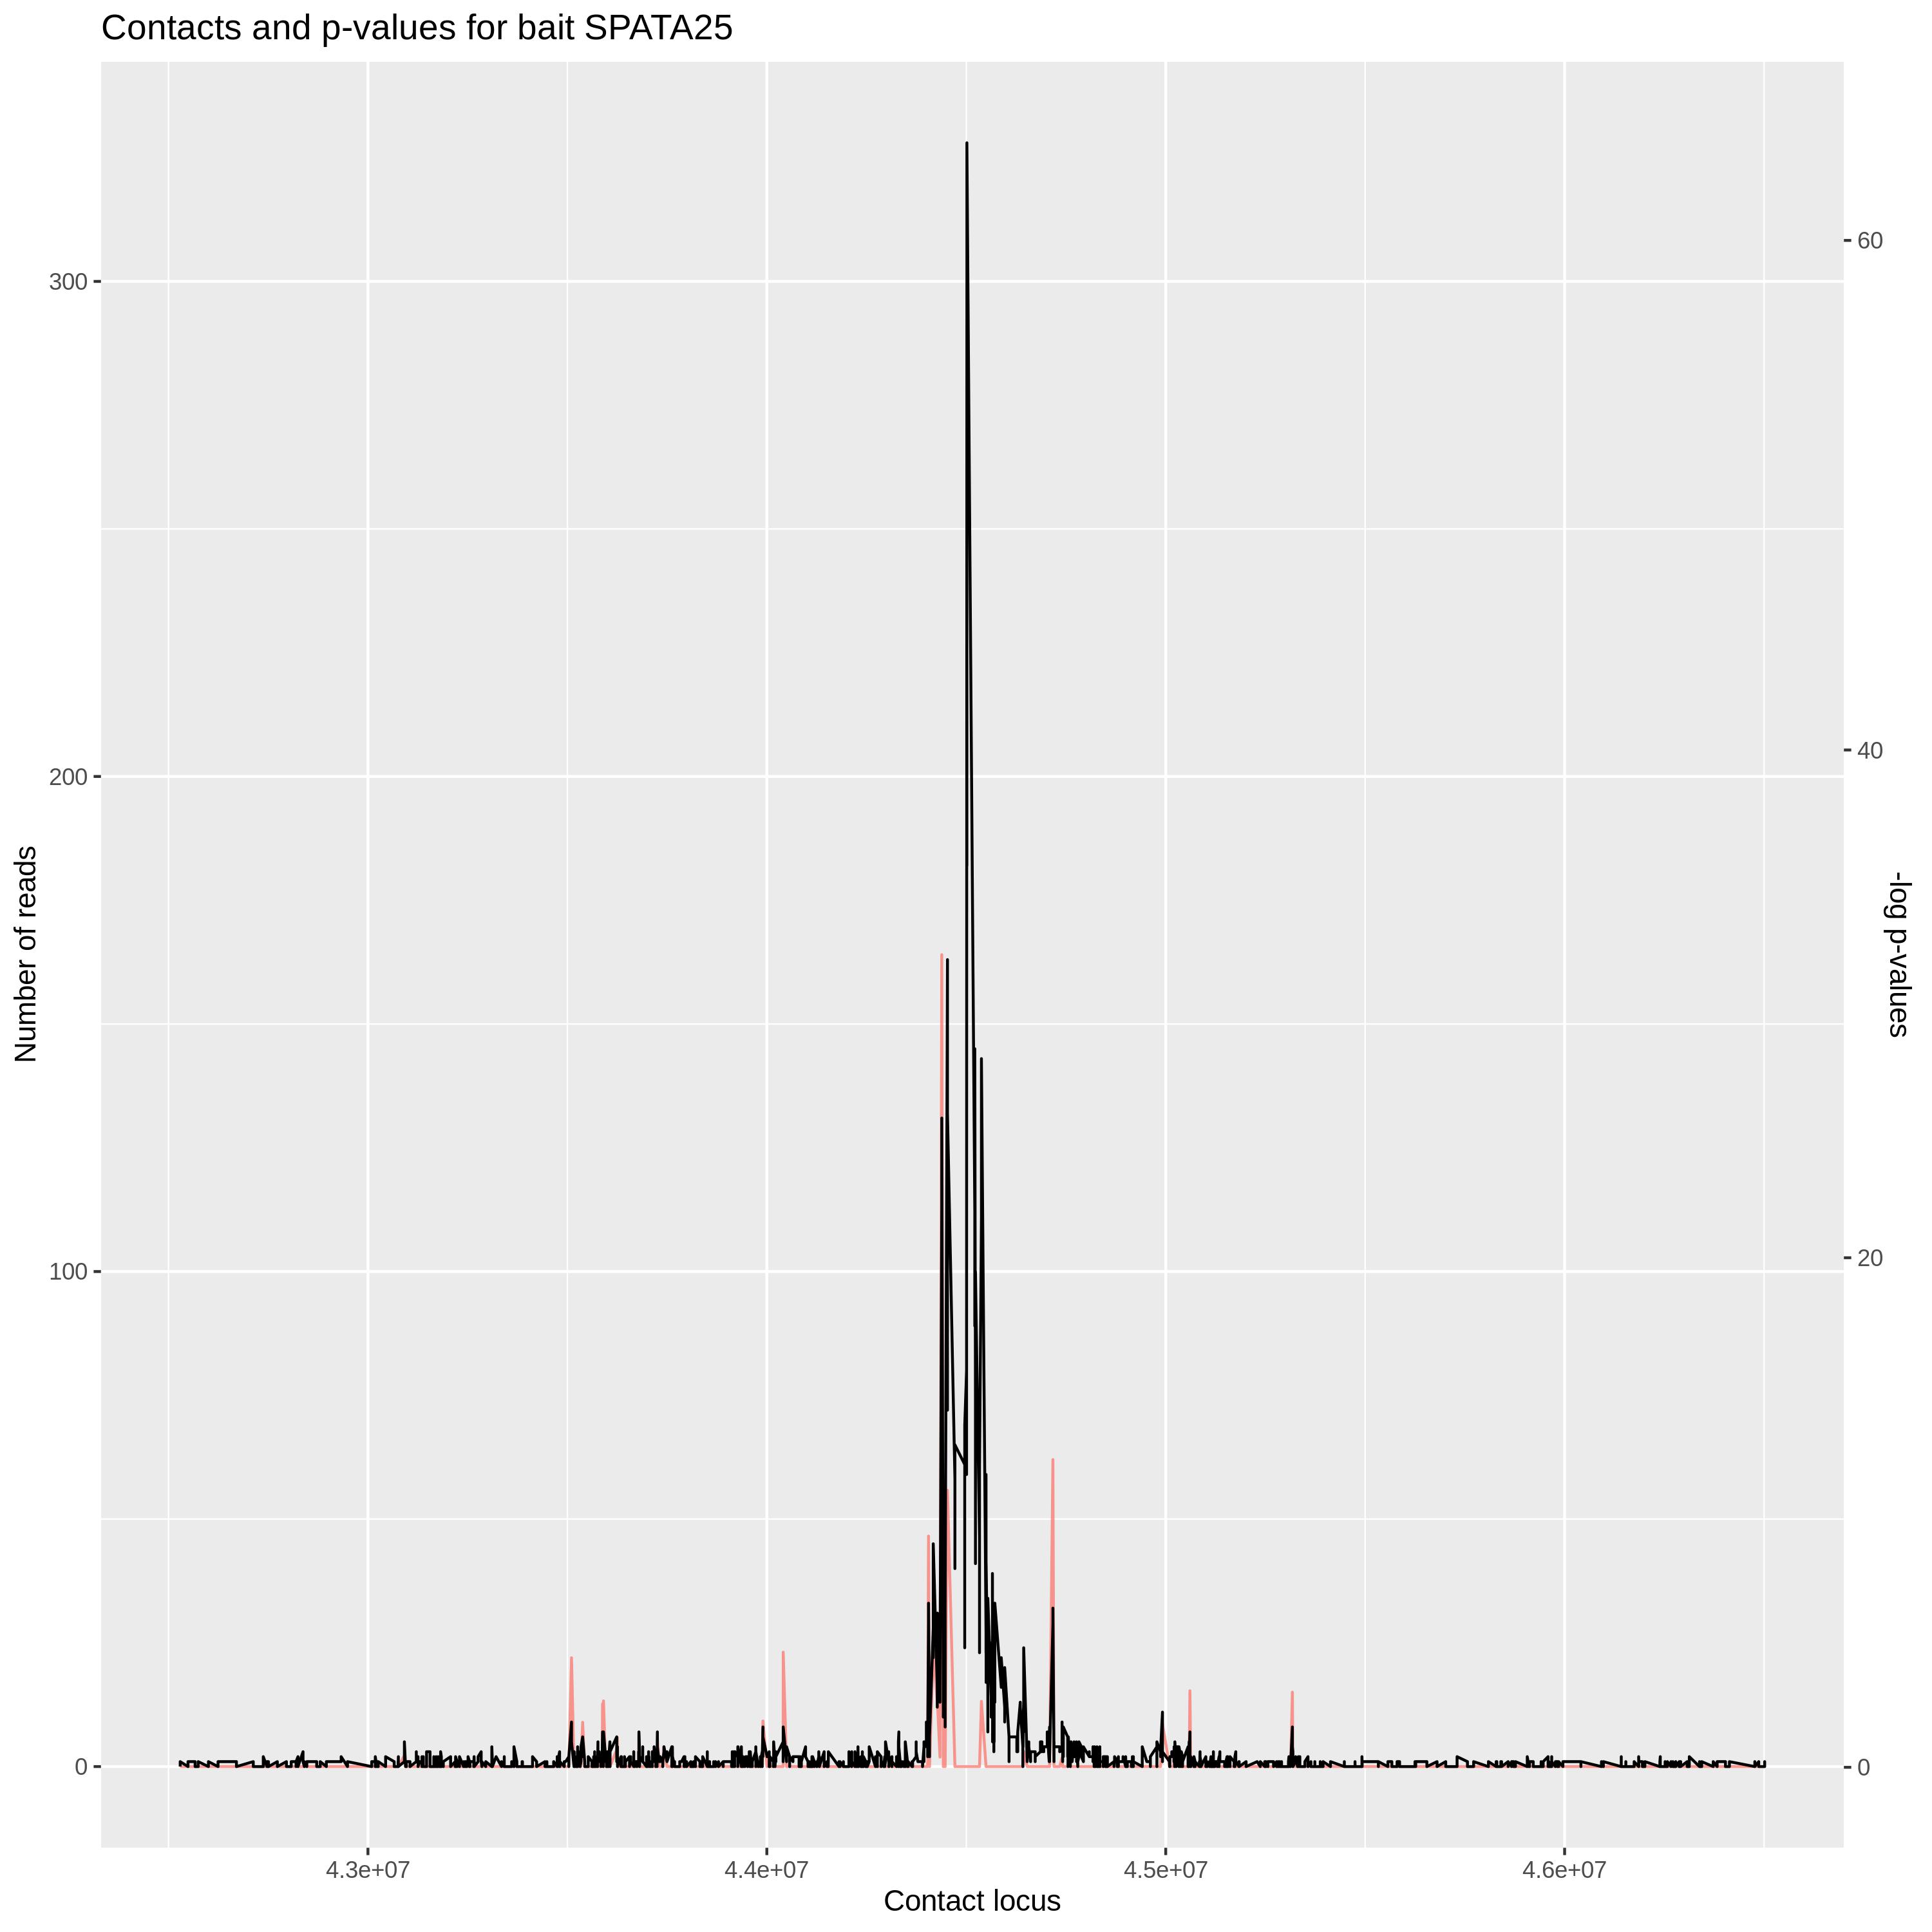 Contacts and p-values for bait SPATA25
300
200
100
0
60
40
20
0
Number of reads
-log p-values
4.3e+07
4.4e+07
4.5e+07
4.6e+07
Contact locus